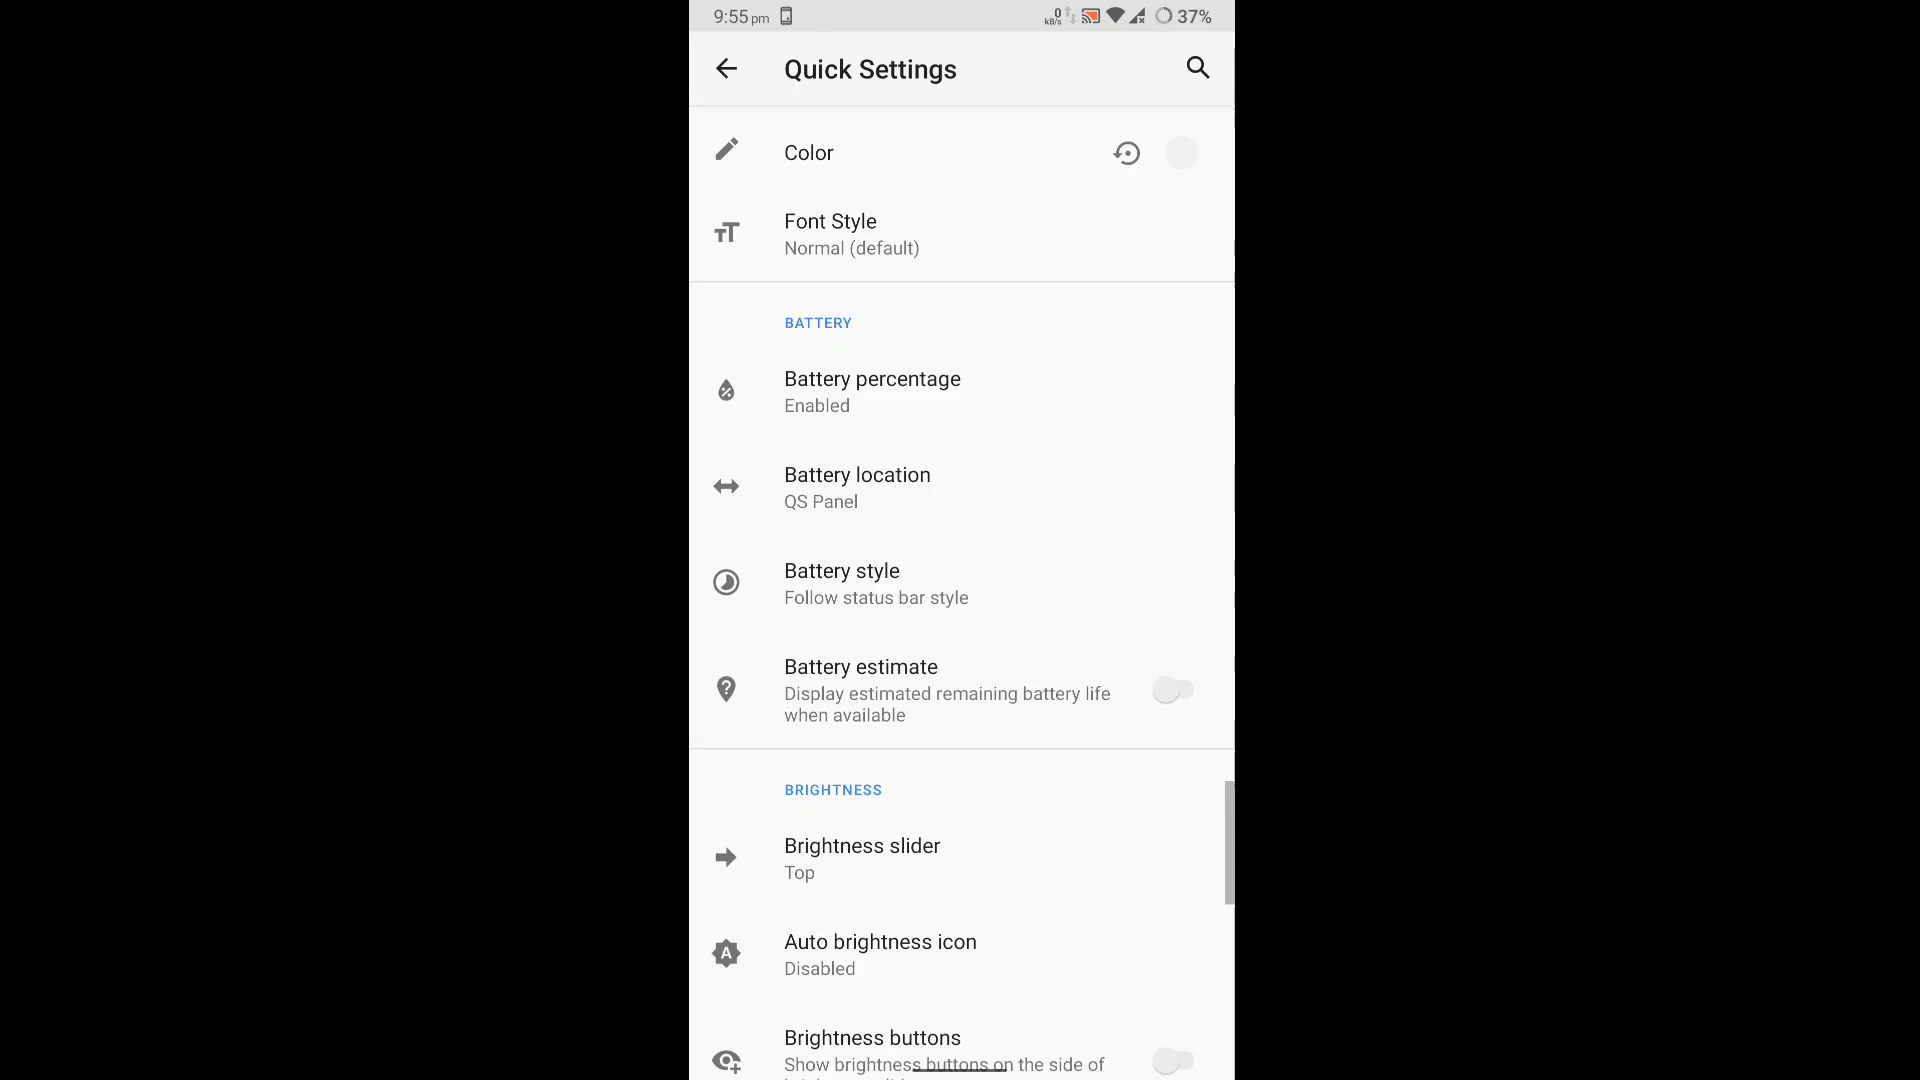 9:55 pm
0 kB/s 37%
Quick Settings
Color
Font Style
Normal (default)
BATTERY
Battery percentage
Enabled
Battery location
QS Panel
Battery style
Follow status bar style
Battery estimate
Display estimated remaining battery life
when available
BRIGHTNESS
Brightness slider
Top
A
Auto brightness icon
Disabled
Brightness buttons
Show brightness buttons on the side of